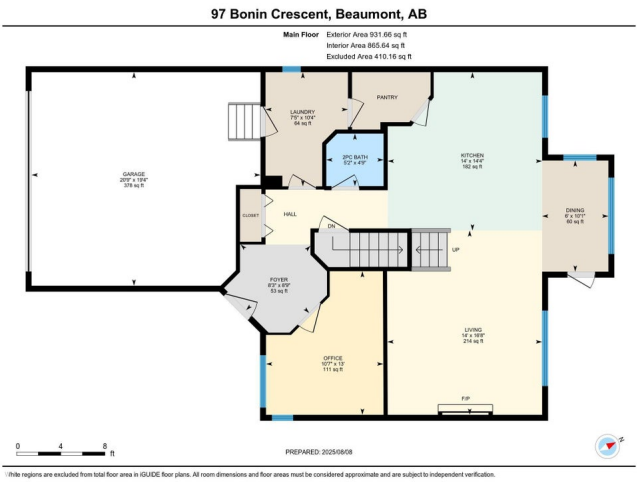 97 Bonin Crescent, Beaumont, AB
Main Floor Exterior Area 931.66 sq ft
Interior Area 865.64 sq ft
Excluded Area 410.16 sq ft
LAUNDRY
7'5" x 10'4"
64 sq ft
PANTRY
GARAGE
20'9" x 19'4"
378 sq ft
2PC BATH
5'2" x 4'9"
KITCHEN
14' x 14'4"
182 sq ft
CLOSET
HALL
DN
UP
DINING
6' x 10'1"
60 sq ft
FOYER
8'3" x 8'9"
53 sq ft
OFFICE
10'7" x 13'
111 sq ft
LIVING
14' x 16'8"
214 sq ft
F/P
N
0 4 8
ft
PREPARED: 2025/08/08
White regions are excluded from total floor area in iGUIDE floor plans. All room dimensions and floor areas must be considered approximate and are subject to independent verification.